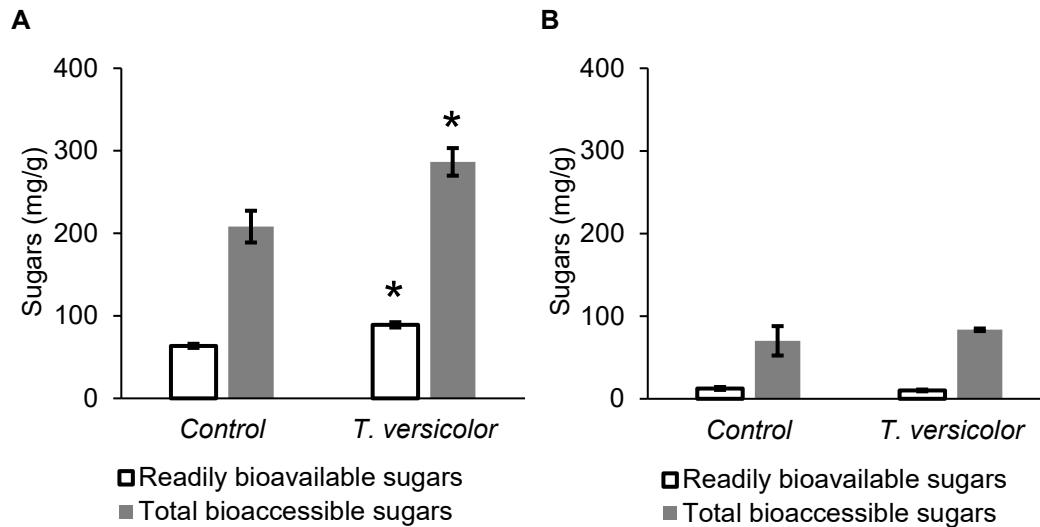 A
Sugars (mg/g)
400
300
200
100
0
*
*
Control
T. versicolor
Readily bioavailable sugars
Total bioaccessible sugars
B
Sugars (mg/g)
400
300
200
100
0
Control
T. versicolor
Readily bioavailable sugars
Total bioaccessible sugars